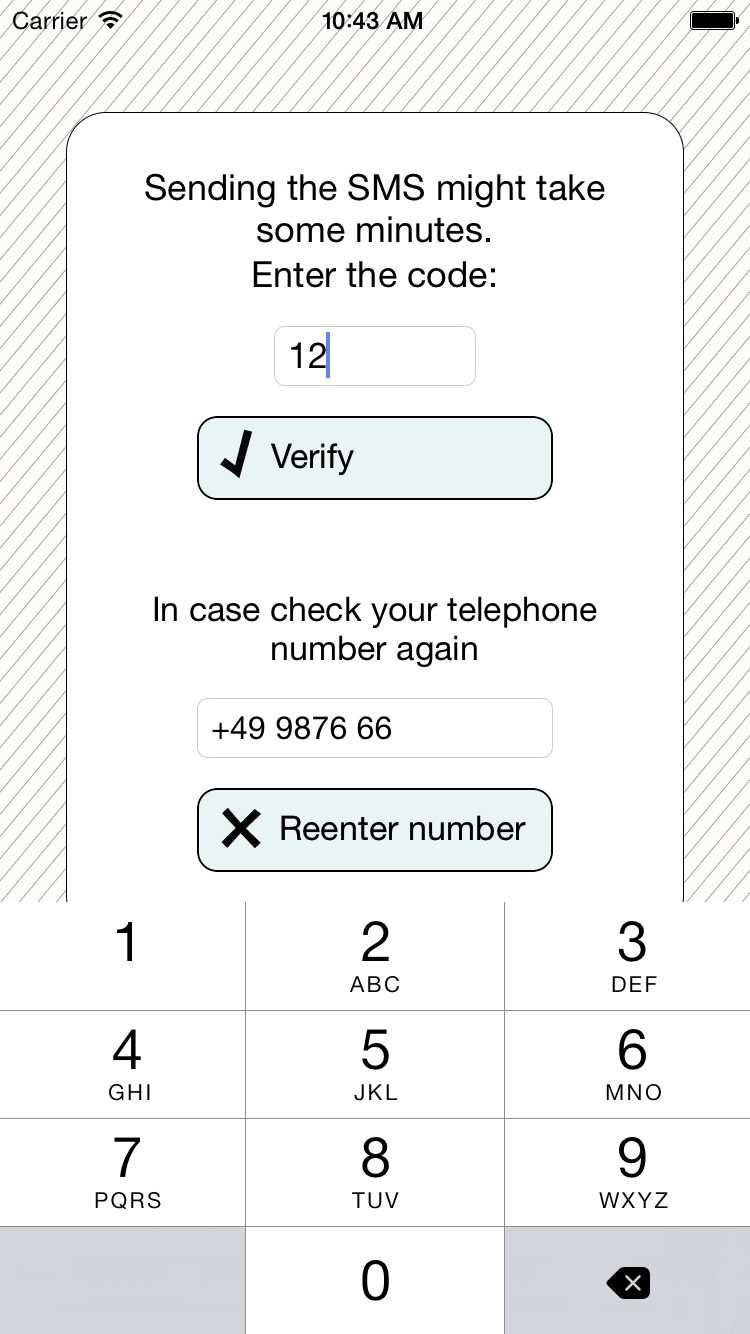 Carrier 10:43 AM
Sending the SMS might take
some minutes.
Enter the code:
12
Verify
In case check your telephone
number again
+49 9876 66
Reenter number
1 2 3
ABC DEF
4 5 6
GHI JKL MNO
7 8 9
PQRS TUV WXYZ
0